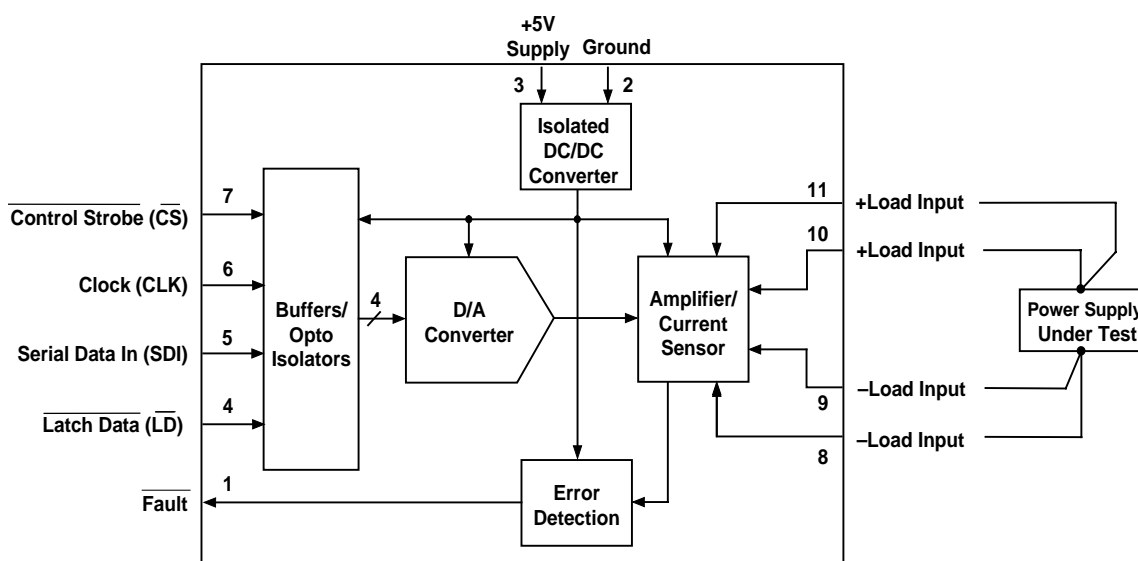 +5V
Supply
Ground
3
2
Isolated
DC/DC
Converter
7
Control Strobe (CS)
11
+Load Input
10
+Load Input
6
Clock (CLK)
Buffers/
Opto
Isolators
4
D/A
Converter
Amplifier/
Current
Sensor
Power Supply
Under Test
5
Serial Data In (SDI)
–Load Input
9
4
Latch Data (LD)
–Load Input
8
1
Fault
Error
Detection